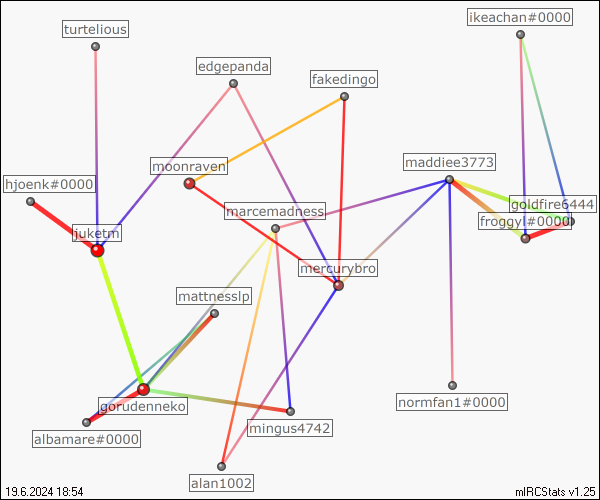 ikeachan#0000
turtelious
edgepanda
fakedingo
maddiee3773
moonraven
hjoenk#0000
goldfire6444
marcemadness
froggyl#0000
juketm
mercurybro
mattnesslp
gorudenneko
normfan1#0000
mingus4742
albamare#0000
alan1002
19.6.2024 18:54
mIRCStats v1.25